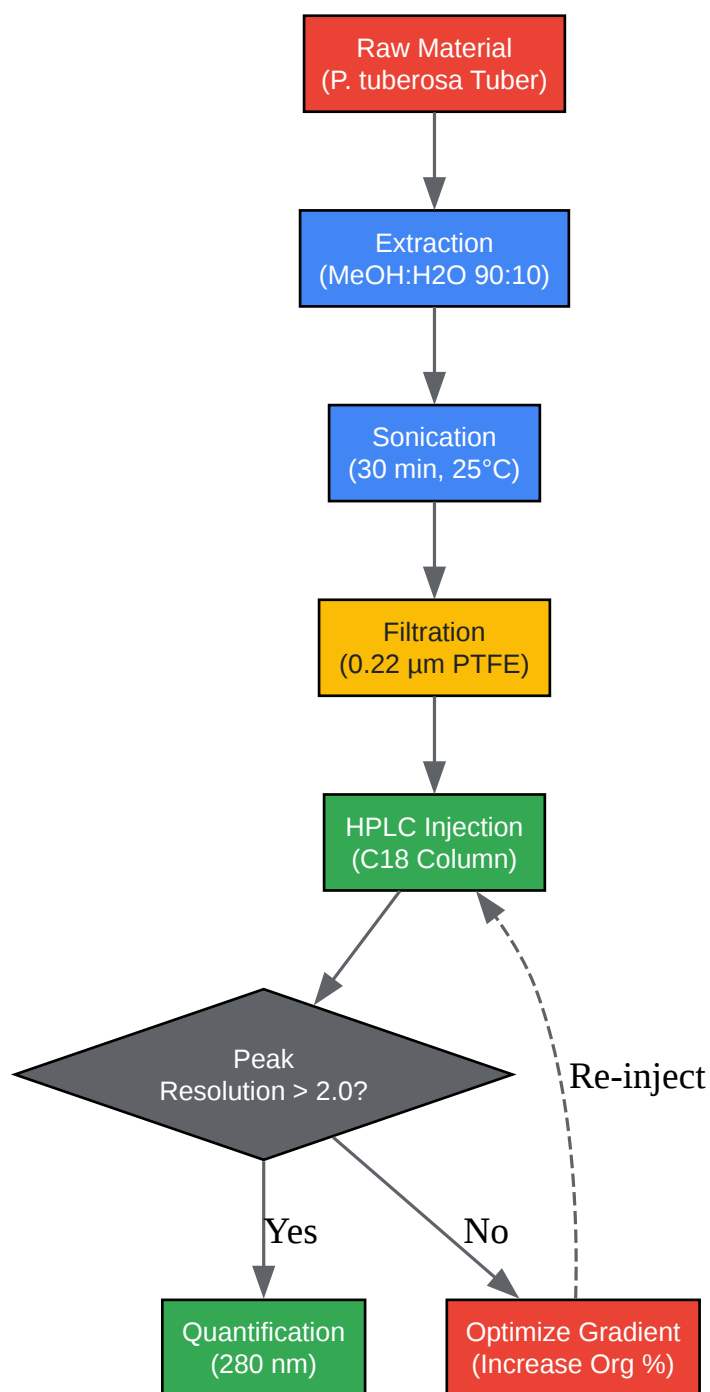 Raw Material
(P. tuberosa Tuber)
Extraction
(MeOH:H2O 90:10)
Sonication
(30 min, 25°C)
Filtration
(0.22 µm PTFE)
HPLC Injection
(C18 Column)
Peak
Resolution > 2.0?
Re-inject
Yes
No
Quantification
(280 nm)
Optimize Gradient
(Increase Org %)